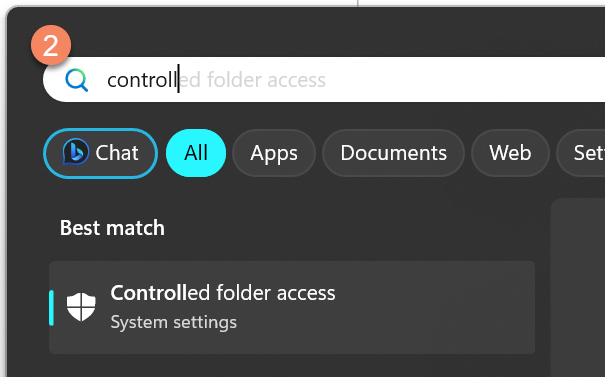 2
controlled folder access
Chat All Apps Documents Web Set
Best match
Controlled folder access
System settings